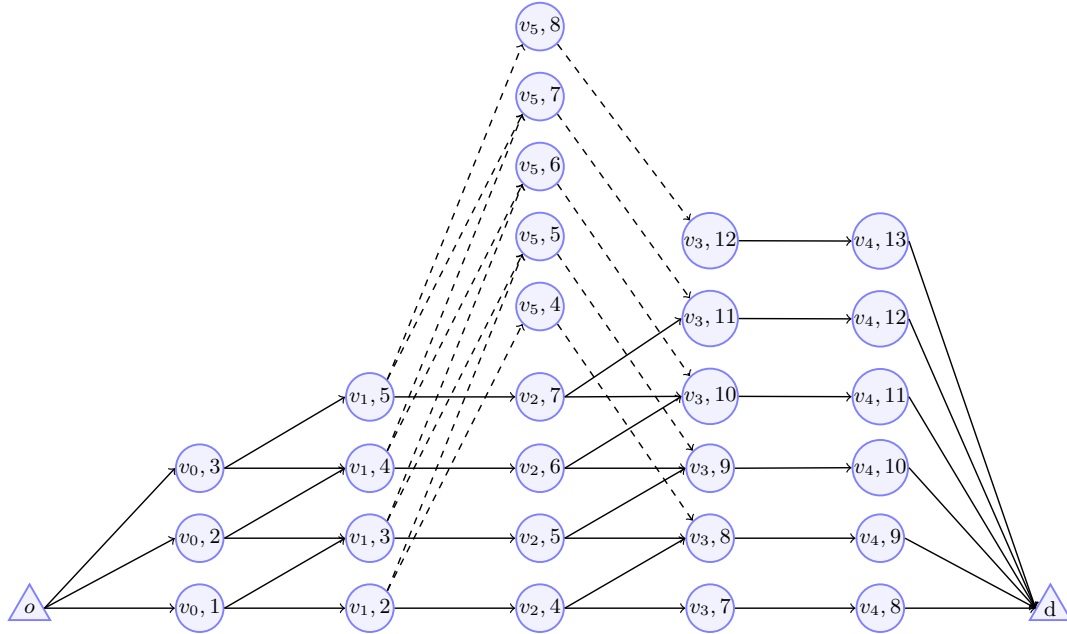 v₅, 8
v₅, 7
v₅, 6
v₅, 5
v₃, 12 v₄, 13
v₅, 4
v₃, 11 v₄, 12
v₁, 5 v₂, 7 v₃, 10 v₄, 11
v₀, 3 v₁, 4 v₂, 6 v₃, 9 v₄, 10
v₀, 2 v₁, 3 v₂, 5 v₃, 8 v₄, 9
o v₀, 1 v₁, 2 v₂, 4 v₃, 7 v₄, 8 d